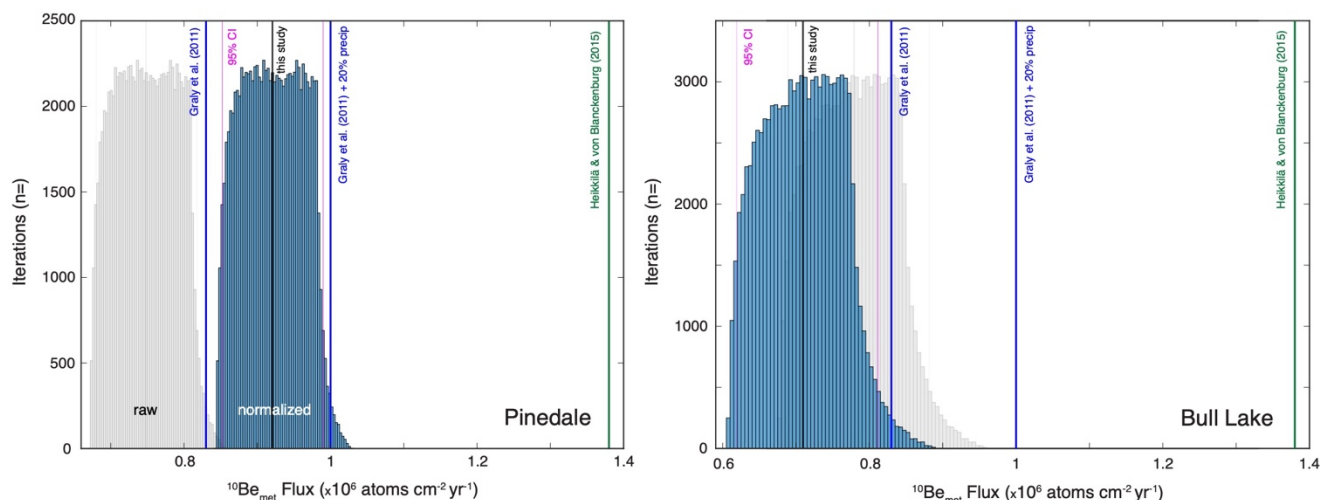 2500
2000
1500
1000
500
0
Iterations (n=)
Graly et al. (2011)
95% CI
this study
Graly et al. (2011) + 20% precip
Heikkilä & von Blanckenburg (2015)
raw
normalized
Pinedale
0.8
1
1.2
1.4
¹⁰Beₘₑₜ Flux (x10⁶ atoms cm⁻² yr⁻¹)
3000
2000
1000
0
Iterations (n=)
95% CI
this study
Graly et al. (2011)
Graly et al. (2011) + 20% precip
Heikkilä & von Blanckenburg (2015)
Bull Lake
0.6
0.8
1
1.2
1.4
¹⁰Beₘₑₜ Flux (x10⁶ atoms cm⁻² yr⁻¹)